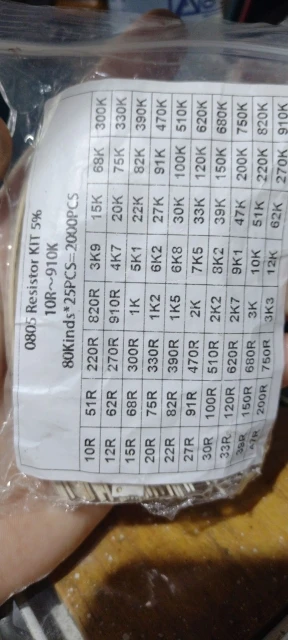 0805 Resistor KIT 5%
10R~910K
80Kinds*25PCS=2000PCS
10R 51R 220R 820R 3K9 15K 68K 300K
12R 62R 270R 910R 4K7 20K 75K 330K
15R 68R 300R 1K 5K1 22K 82K 390K
20R 75R 330R 1K2 6K2 27K 91K 470K
22R 82R 390R 1K5 6K8 30K 100K 510K
27R 91R 470R 2K 7K5 33K 120K 620K
30R 100R 510R 2K2 8K2 39K 150K 680K
33R 120R 620R 2K7 9K1 47K 200K 750K
39R 150R 680R 3K 10K 51K 220K 820K
47R 200R 750R 3K3 12K 62K 270K 910K